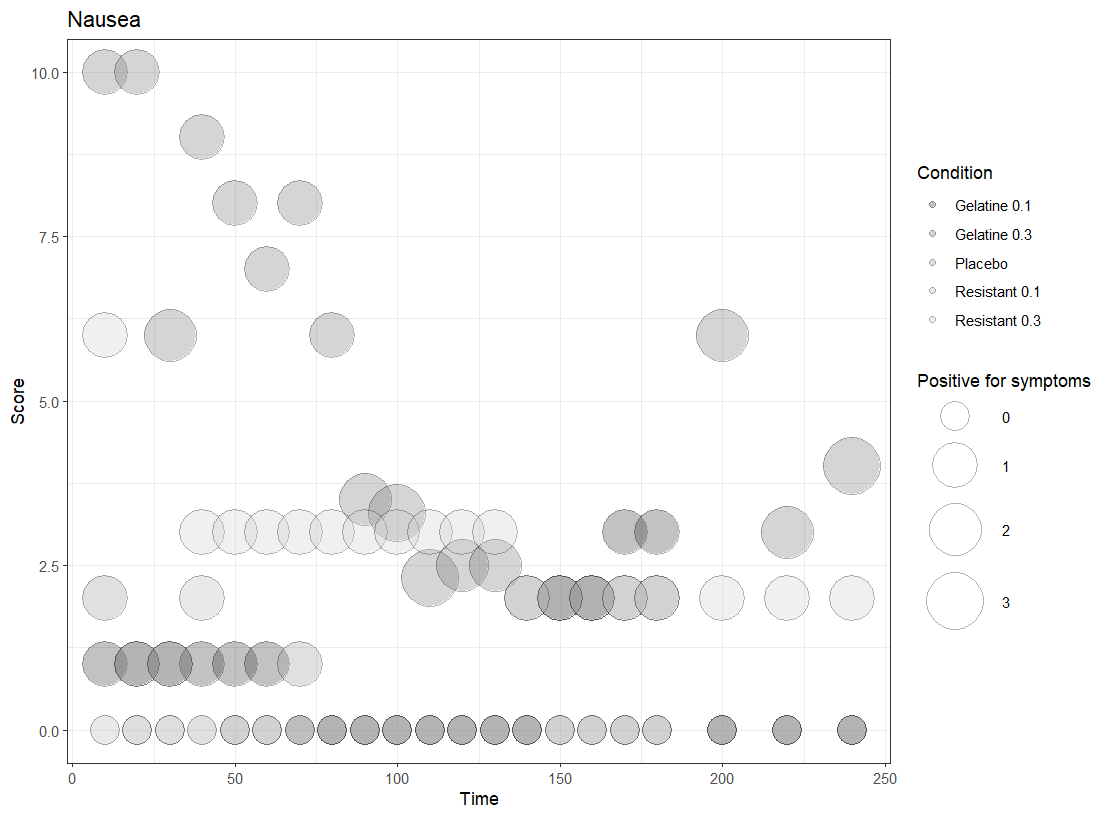 Nausea
10.0
7.5
5.0
2.5
0.0
Score
0
50
100
150
200
250
Time
Condition
Gelatine 0.1
Gelatine 0.3
Placebo
Resistant 0.1
Resistant 0.3
Positive for symptoms
0
1
2
3